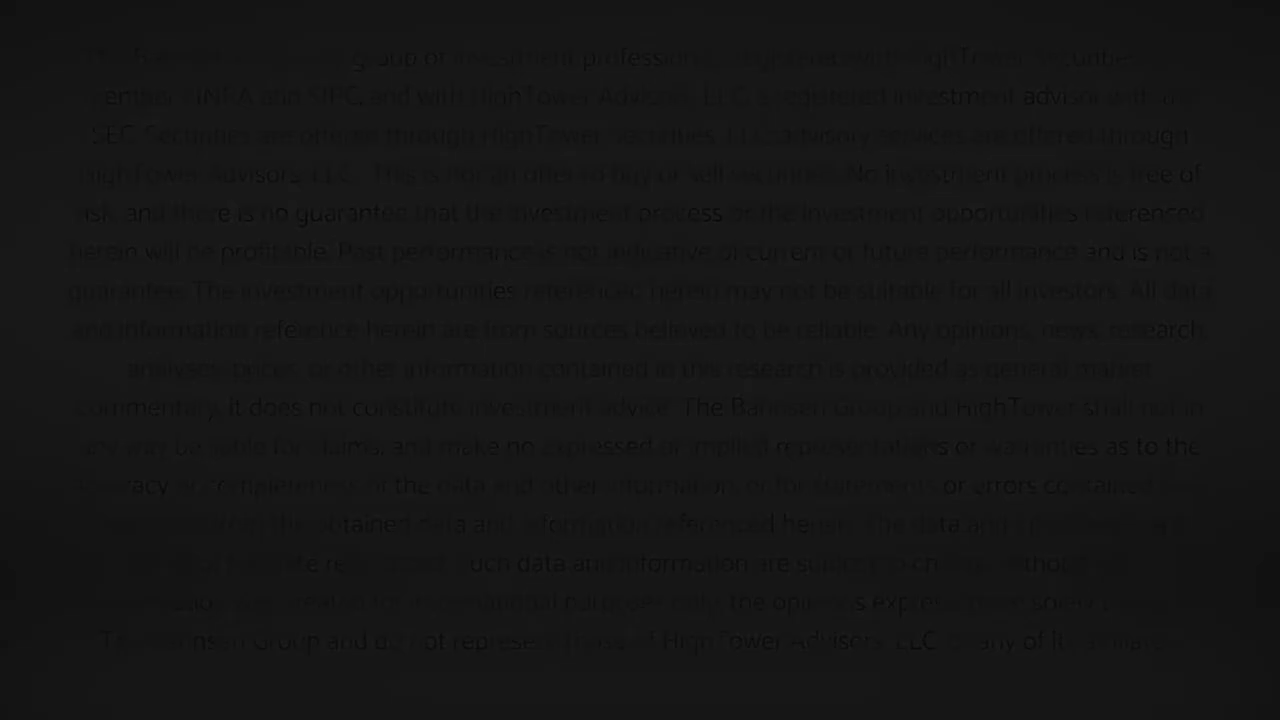 group or investment professional registered with HighTower Securities
member FINRA and SIPC, and with HighTower Advisors, LLC, a registered investment advisor with the
SEC. Securities are offered through HighTower Securities, LLC; advisory services are offered through
HighTower Advisors, LLC. This is not an offer to buy or sell securities. No investment process is free of
risk, and there is no guarantee that the investment process or the investment opportunities referenced
herein will be profitable. Past performance is not indicative of current or future performance and is not a
guarantee. The investment opportunities referenced herein may not be suitable for all investors. All data
and information reference herein are from sources believed to be reliable. Any opinions, news, research,
analyses, prices, or other information contained in this research is provided as general market
commentary, it does not constitute investment advice. The Bahnsen Group and HighTower shall not in
any way be liable for claims, and make no expressed or implied representations or warranties as to the
accuracy or completeness of the data and other information, or for statements or errors contained
the obtained data and information referenced herein. The data and
such data and information are subject to change without
created for informational purposes only; the opinions expressed are solely
The Bahnsen Group and do not represent those of HighTower Advisors, LLC or any of its affiliates